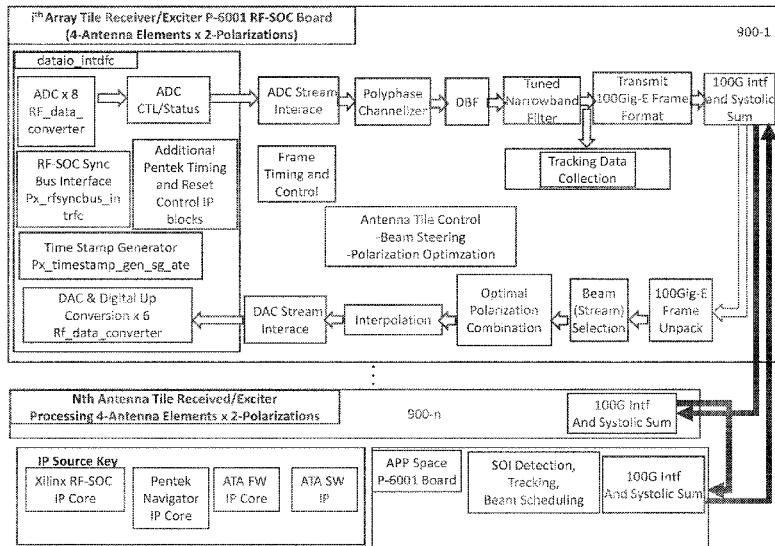 iᵗʰ Array Tile Receiver/Exciter P-6001 RF-SOC Board
(4-Antenna Elements x 2-Polarizations)
900-1
dataio_intdfc
ADC x 8
RF_data_
converter
ADC
CTL/Status
ADC Stream
Interace
Polyphase
Channelizer
DBF
Tuned
Narrowband
Filter
Transmit
100Gig-E Frame
Format
100G Intf
and Systolic
Sum
RF-SOC Sync
Bus Interface
Px_rfsyncbus_in
trfc
Additional
Pentek Timing
and Reset
Control IP
blocks
Frame
Timing and
Control
Tracking Data
Collection
Antenna Tile Control
-Beam Steering
-Polarization Optimzation
Time Stamp Generator
Px_timestamp_gen_sg_ate
DAC & Digital Up
Conversion x 6
Rf_data_converter
DAC Stream
Interace
Interpolation
Optimal
Polarization
Combination
Beam
(Stream)
Selection
100Gig-E
Frame
Unpack
Nth Antenna Tile Received/Exciter
Processing 4-Antenna Elements x 2-Polarizations
900-n
100G Intf
And Systolic Sum
IP Source Key
Xilinx RF-SOC
IP Core
Pentek
Navigator
IP Core
ATA FW
IP Core
ATA SW
IP
APP Space
P-6001 Board
SOI Detection,
Tracking,
Beam Scheduling
100G Intf
And Systolic Sum